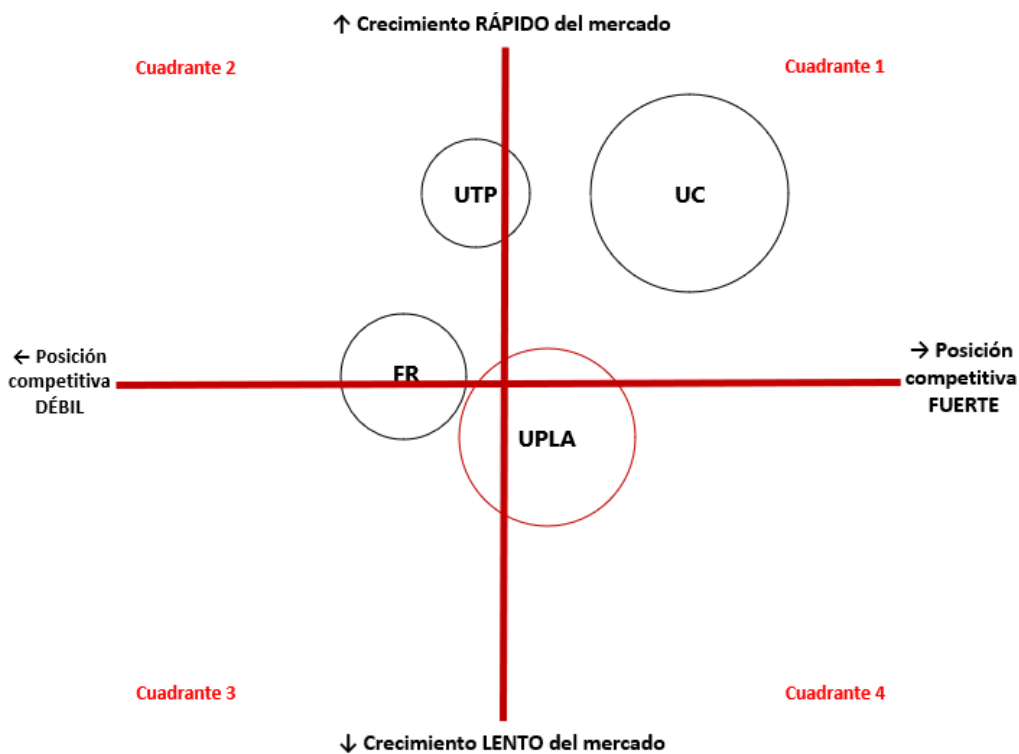 ↑ Crecimiento RÁPIDO del mercado
Cuadrante 2
Cuadrante 1
UTP
UC
← Posición
competitiva
DÉBIL
FR
→ Posición
competitiva
FUERTE
UPLA
Cuadrante 3
Cuadrante 4
↓ Crecimiento LENTO del mercado